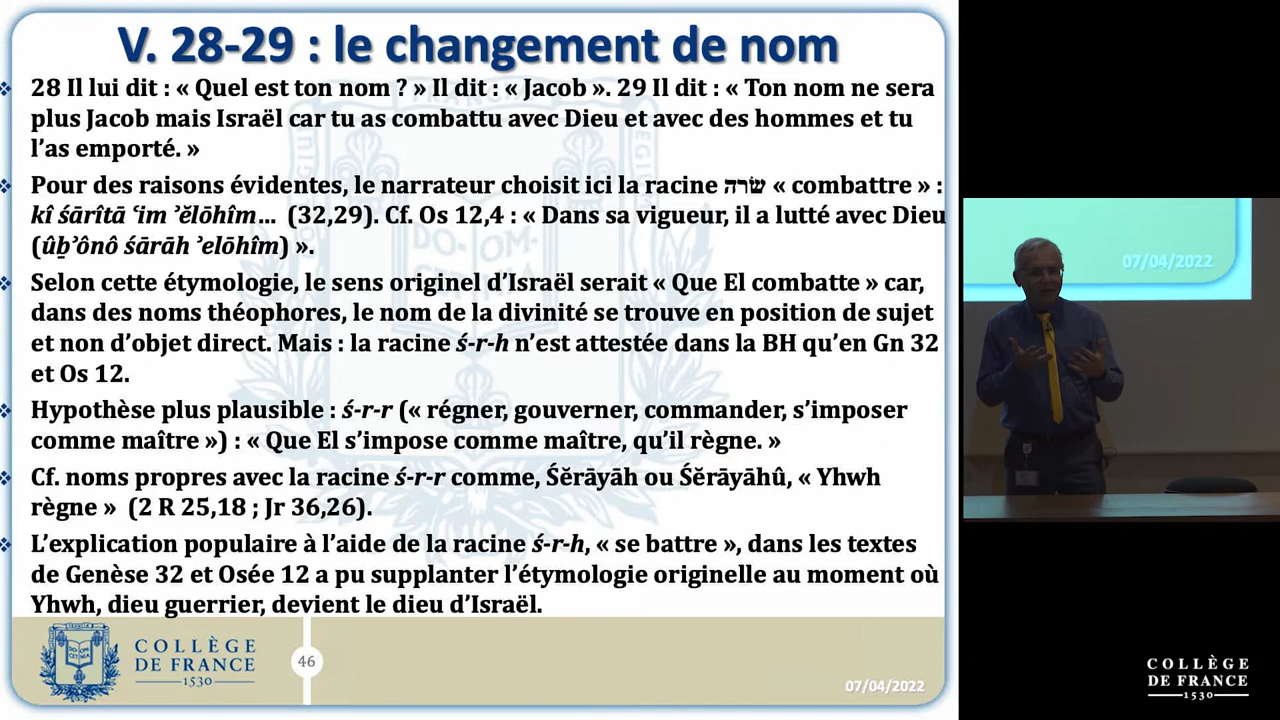 V. 28-29 : le changement de nom
28 Il lui dit : « Quel est ton nom ? » Il dit : « Jacob ». 29 Il dit : « Ton nom ne sera
plus Jacob mais Israël car tu as combattu avec Dieu et avec des hommes et tu
l’as emporté. »
Pour des raisons évidentes, le narrateur choisit ici la racine שׂרה « combattre » :
kî śārîtā ‘im ’ĕlōhîm… (32,29). Cf. Os 12,4 : « Dans sa vigueur, il a lutté avec Dieu
(ûḇ’ônô śārāh ’elōhîm) ».
Selon cette étymologie, le sens originel d’Israël serait « Que El combatte » car,
dans des noms théophores, le nom de la divinité se trouve en position de sujet
et non d’objet direct. Mais : la racine ś-r-h n’est attestée dans la BH qu’en Gn 32
et Os 12.
Hypothèse plus plausible : ś-r-r (« régner, gouverner, commander, s’imposer
comme maître ») : « Que El s’impose comme maître, qu’il règne. »
Cf. noms propres avec la racine ś-r-r comme, Śĕrāyāh ou Śĕrāyāhû, « Yhwh
règne » (2 R 25,18 ; Jr 36,26).
L’explication populaire à l’aide de la racine ś-r-h, « se battre », dans les textes
de Genèse 32 et Osée 12 a pu supplanter l’étymologie originelle au moment où
Yhwh, dieu guerrier, devient le dieu d’Israël.
COLLÈGE
DE FRANCE
1530
46
07/04/2022
07/04/2022
COLLÈGE
DE FRANCE
1530